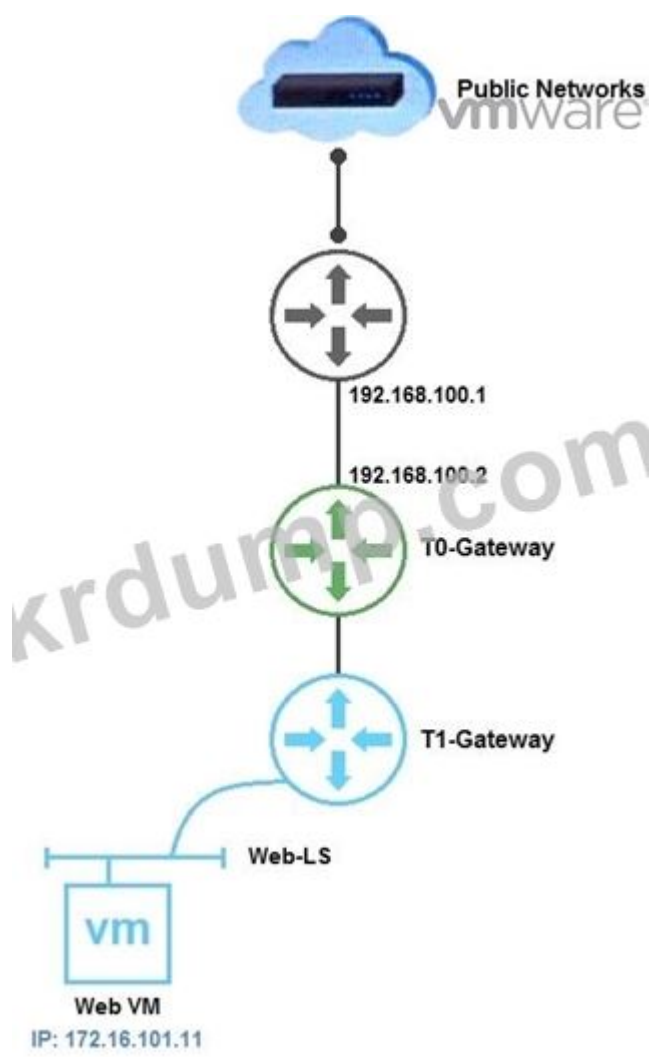 Public Networks
vmware
192.168.100.1
192.168.100.2
krdump.com
T0-Gateway
T1-Gateway
Web-LS
vm
Web VM
IP: 172.16.101.11